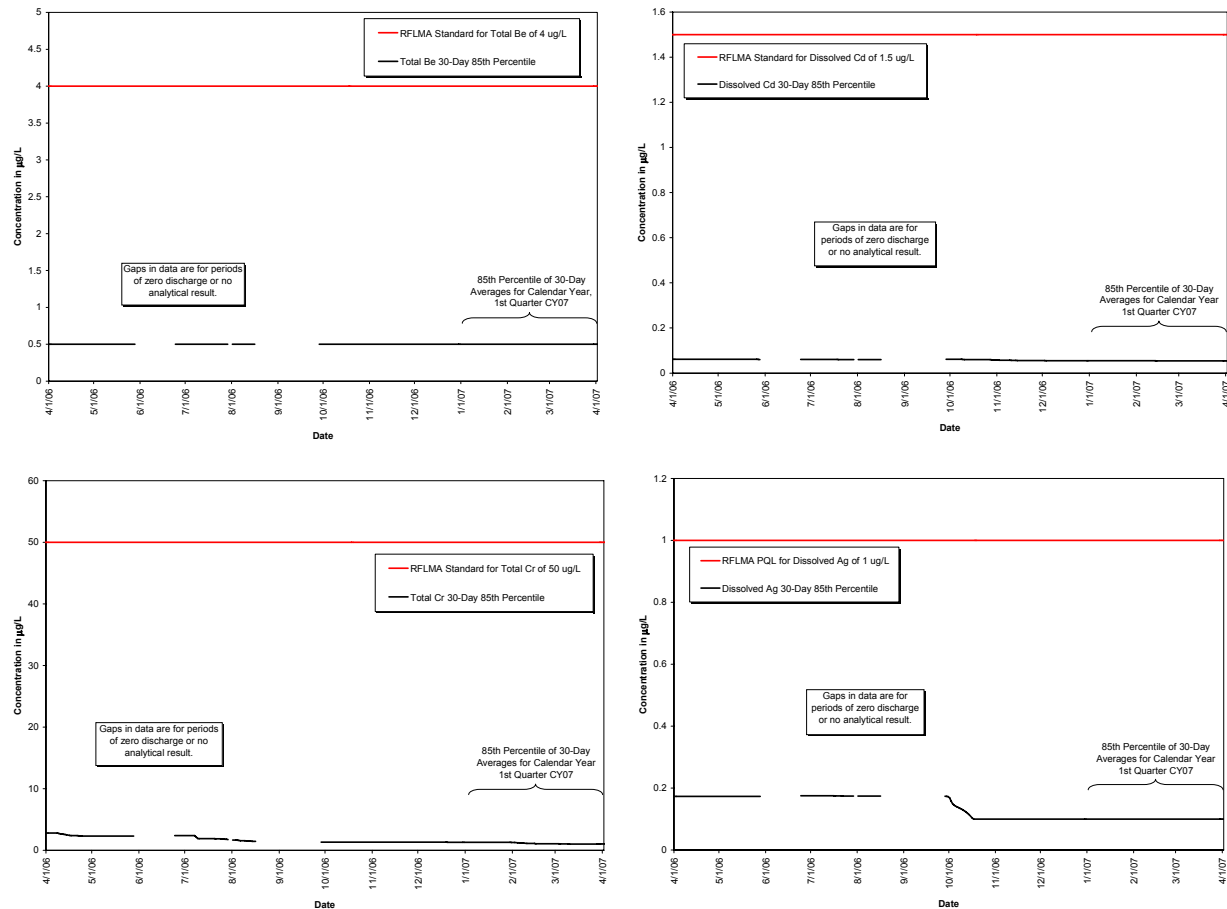 5
4.5
4
3.5
3
2.5
2
1.5
1
0.5
0
Concentration in µg/L
RFLMA Standard for Total Be of 4 ug/L
Total Be 30-Day 85th Percentile
Gaps in data are for periods
of zero discharge or no
analytical result.
85th Percentile of 30-Day
Averages for Calendar Year,
1st Quarter CY07
4/1/06
5/1/06
6/1/06
7/1/06
8/1/06
9/1/06
10/1/06
11/1/06
12/1/06
1/1/07
2/1/07
3/1/07
4/1/07
Date
1.6
1.4
1.2
1
0.8
0.6
0.4
0.2
0
Concentration in µg/L
RFLMA Standard for Dissolved Cd of 1.5 ug/L
Dissolved Cd 30-Day 85th Percentile
Gaps in data are for
periods of zero discharge
or no analytical result.
85th Percentile of 30-Day
Averages for Calendar Year
1st Quarter CY07
4/1/06
5/1/06
6/1/06
7/1/06
8/1/06
9/1/06
10/1/06
11/1/06
12/1/06
1/1/07
2/1/07
3/1/07
4/1/07
Date
60
50
40
30
20
10
0
Concentration in µg/L
RFLMA Standard for Total Cr of 50 ug/L
Total Cr 30-Day 85th Percentile
Gaps in data are for periods
of zero discharge or no
analytical result.
85th Percentile of 30-Day
Averages for Calendar Year
1st Quarter CY07
4/1/06
5/1/06
6/1/06
7/1/06
8/1/06
9/1/06
10/1/06
11/1/06
12/1/06
1/1/07
2/1/07
3/1/07
4/1/07
Date
1.2
1
0.8
0.6
0.4
0.2
0
Concentration in µg/L
RFLMA PQL for Dissolved Ag of 1 ug/L
Dissolved Ag 30-Day 85th Percentile
Gaps in data are for
periods of zero discharge
or no analytical result.
85th Percentile of 30-Day
Averages for Calendar Year
1st Quarter CY07
4/1/06
5/1/06
6/1/06
7/1/06
8/1/06
9/1/06
10/1/06
11/1/06
12/1/06
1/1/07
2/1/07
3/1/07
4/1/07
Date